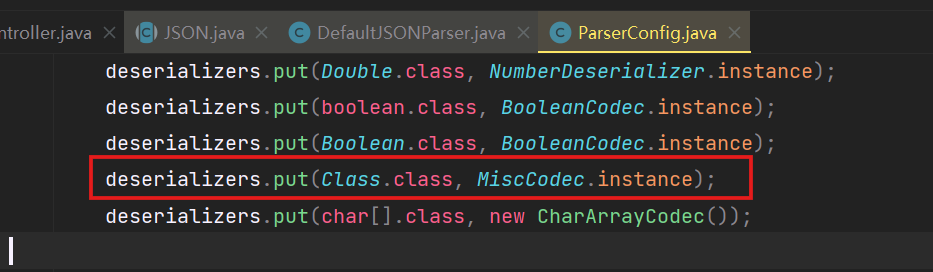 ntroller.java JSON.java DefaultJSONParser.java ParserConfig.java
deserializers.put(Double.class, NumberDeserializer.instance);
deserializers.put(boolean.class, BooleanCodec.instance);
deserializers.put(Boolean.class, BooleanCodec.instance);
deserializers.put(Class.class, MiscCodec.instance);
deserializers.put(char[].class, new CharArrayCodec());